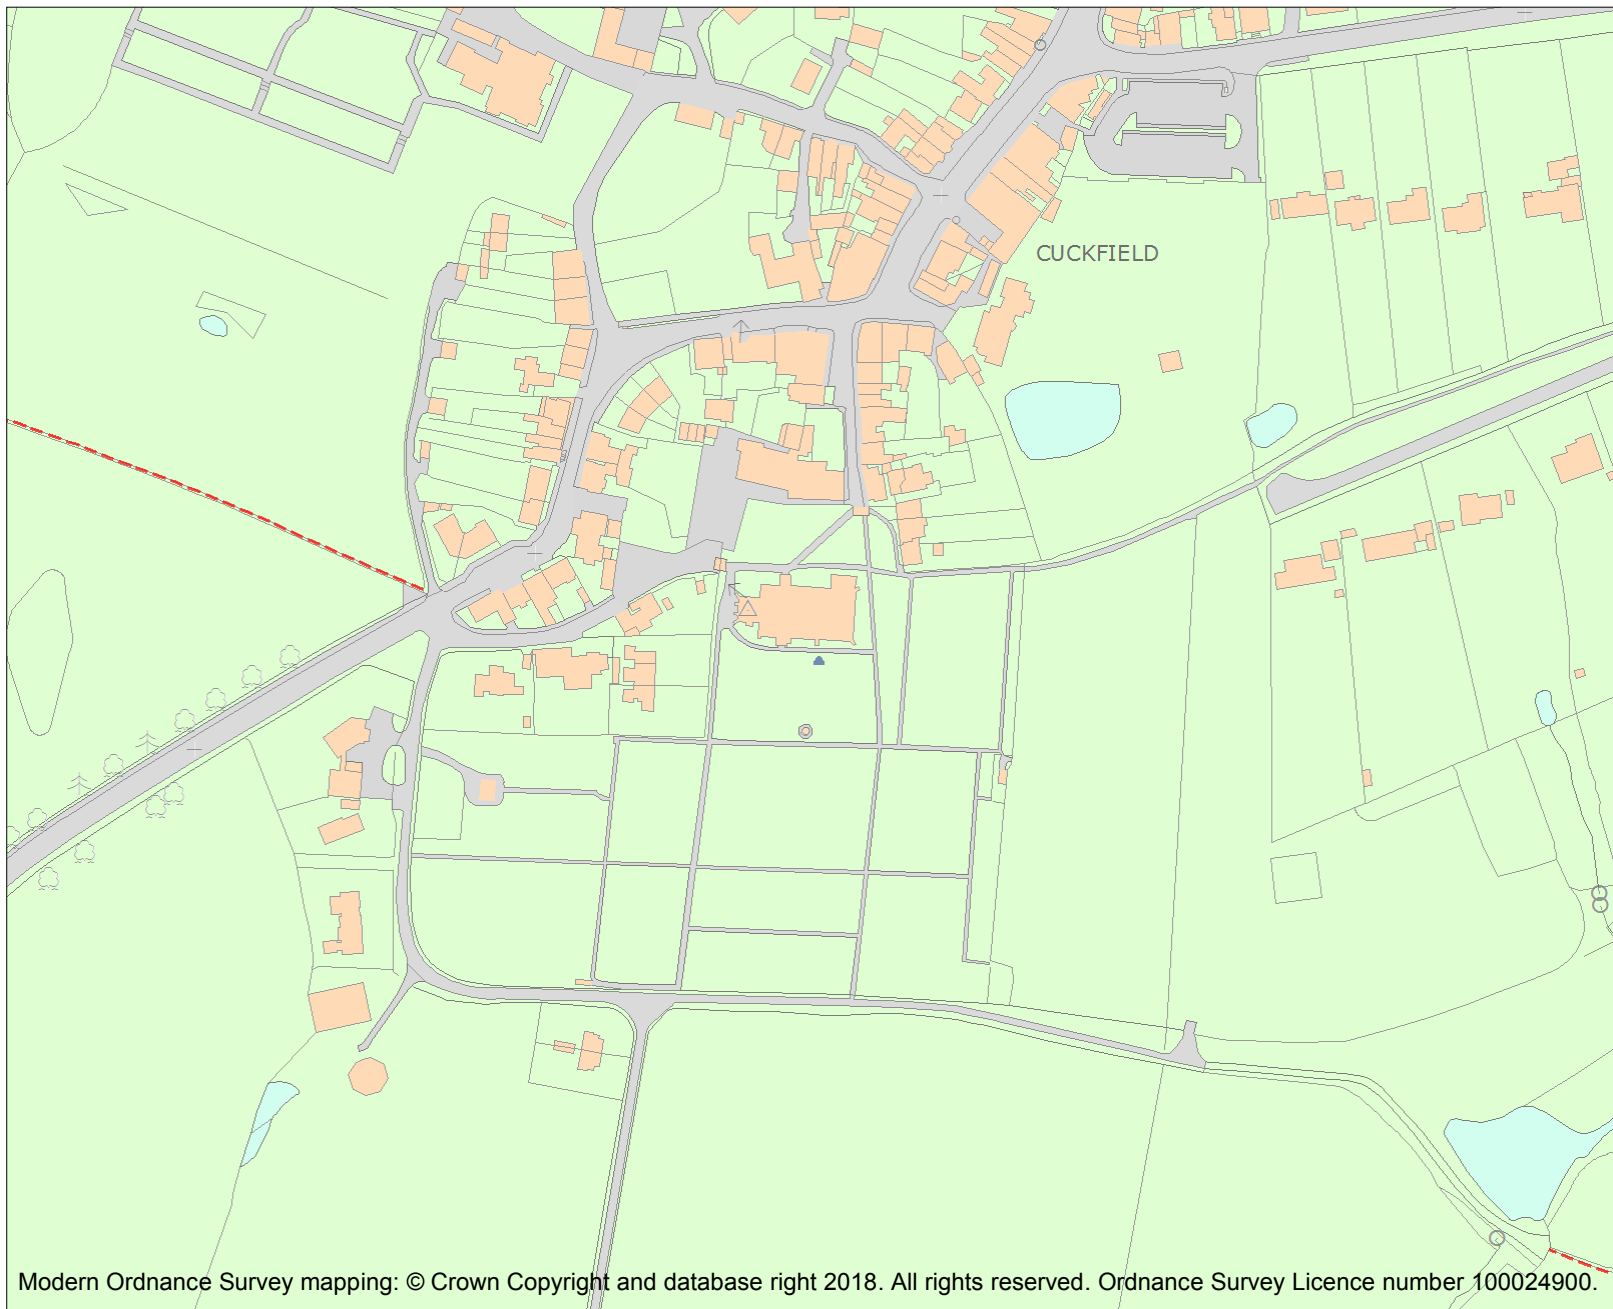 CUCKFIELD
Modern Ordnance Survey mapping: © Crown Copyright and database right 2018. All rights reserved. Ordnance Survey Licence number 100024900.